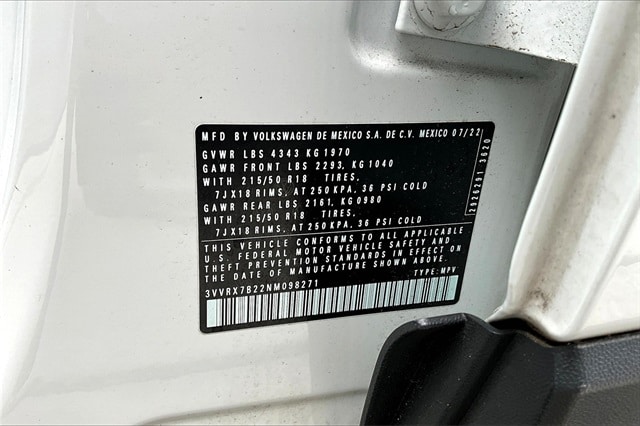 MFD BY VOLKSWAGEN DE MEXICO S.A. DE C.V. MEXICO 07/22
GVWR LBS 4343 KG1970
GAWR FRONT LBS 2293, KG1040
WITH 215/50 R18 TIRES,
7JX18 RIMS, AT 250KPA, 36 PSI COLD
GAWR REAR LBS 2161, KG0980
WITH 215/50 R18 TIRES,
7JX18 RIMS, AT 250KPA, 36 PSI COLD
THIS VEHICLE CONFORMS TO ALL APPLICABLE
U.S. FEDERAL MOTOR VEHICLE SAFETY AND
THEFT PREVENTION STANDARDS IN EFFECT ON
THE DATE OF MANUFACTURE SHOWN ABOVE.
3VVRX7B22NM098271 TYPE: MPV
2929291 3620